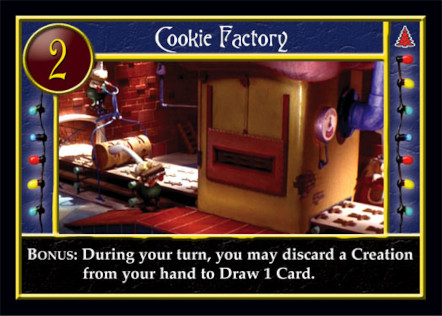 Cookie Factory
2
BONUS: During your turn, you may discard a Creation
from your hand to Draw 1 Card.